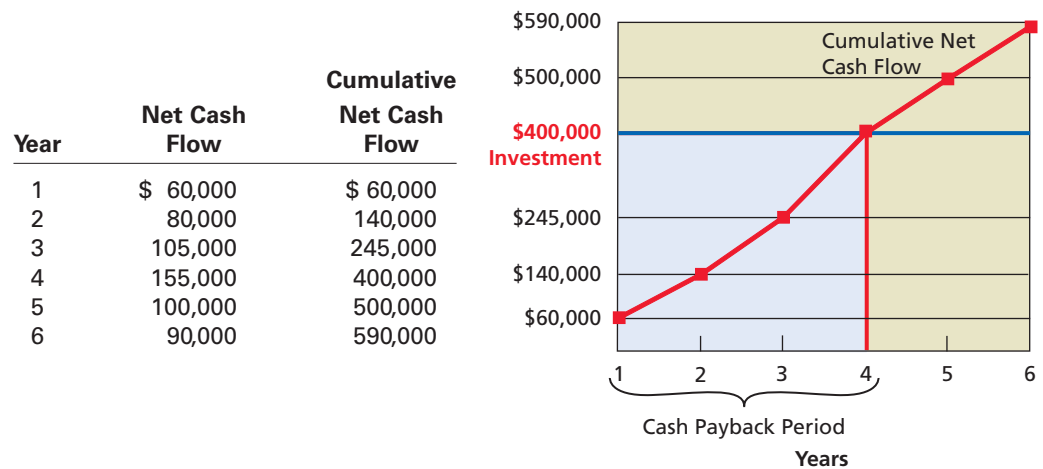 Cumulative
Net Cash Net Cash
Year Flow Flow
1 $ 60,000 $ 60,000
2 80,000 140,000
3 105,000 245,000
4 155,000 400,000
5 100,000 500,000
6 90,000 590,000
$590,000
Cumulative Net
Cash Flow
$500,000
$400,000
Investment
$245,000
$140,000
$60,000
1 2 3 4 5 6
Cash Payback Period
Years